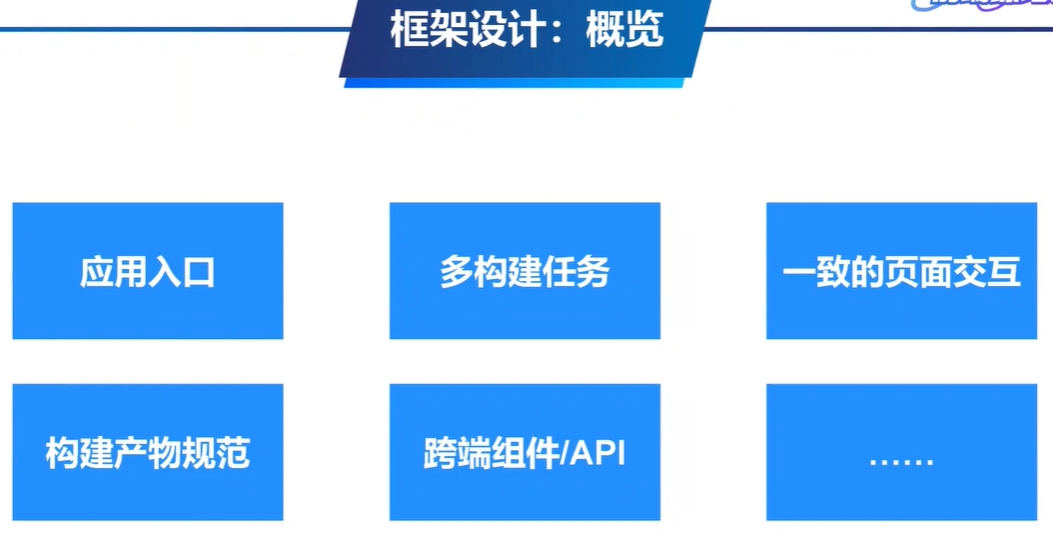 框架设计：概览
应用入口
多构建任务
一致的页面交互
构建产物规范
跨端组件/API
......